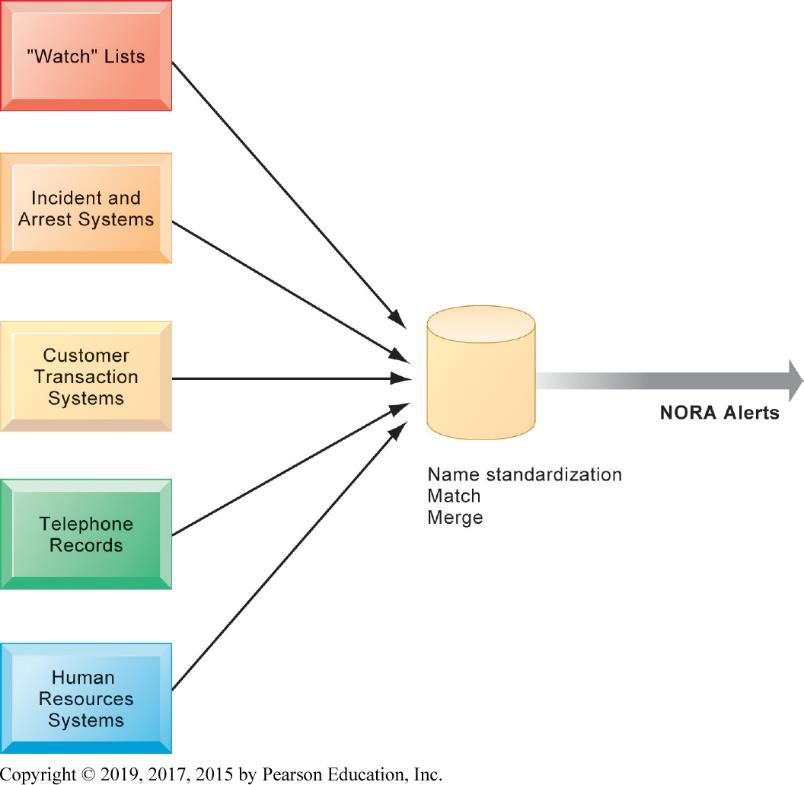 "Watch" Lists
Incident and
Arrest Systems
Customer
Transaction
Systems
Telephone
Records
Human
Resources
Systems
Name standardization
Match
Merge
NORA Alerts
Copyright © 2019, 2017, 2015 by Pearson Education, Inc.